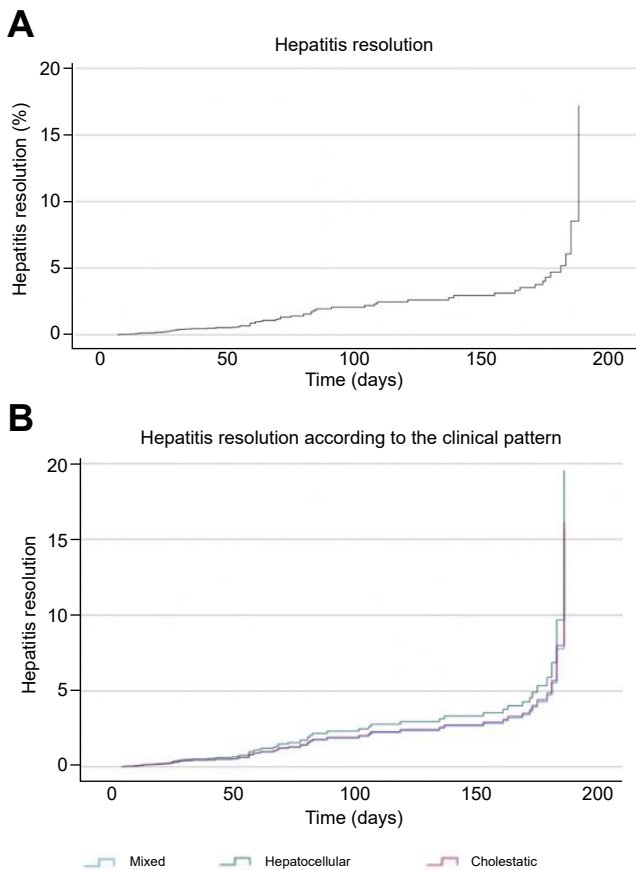 A
Hepatitis resolution
Hepatitis resolution (%)
20
15
10
5
0
0 50 100 150 200
Time (days)
B
Hepatitis resolution according to the clinical pattern
Hepatitis resolution
20
15
10
5
0
0 50 100 150 200
Time (days)
Mixed Hepatocellular Cholestatic